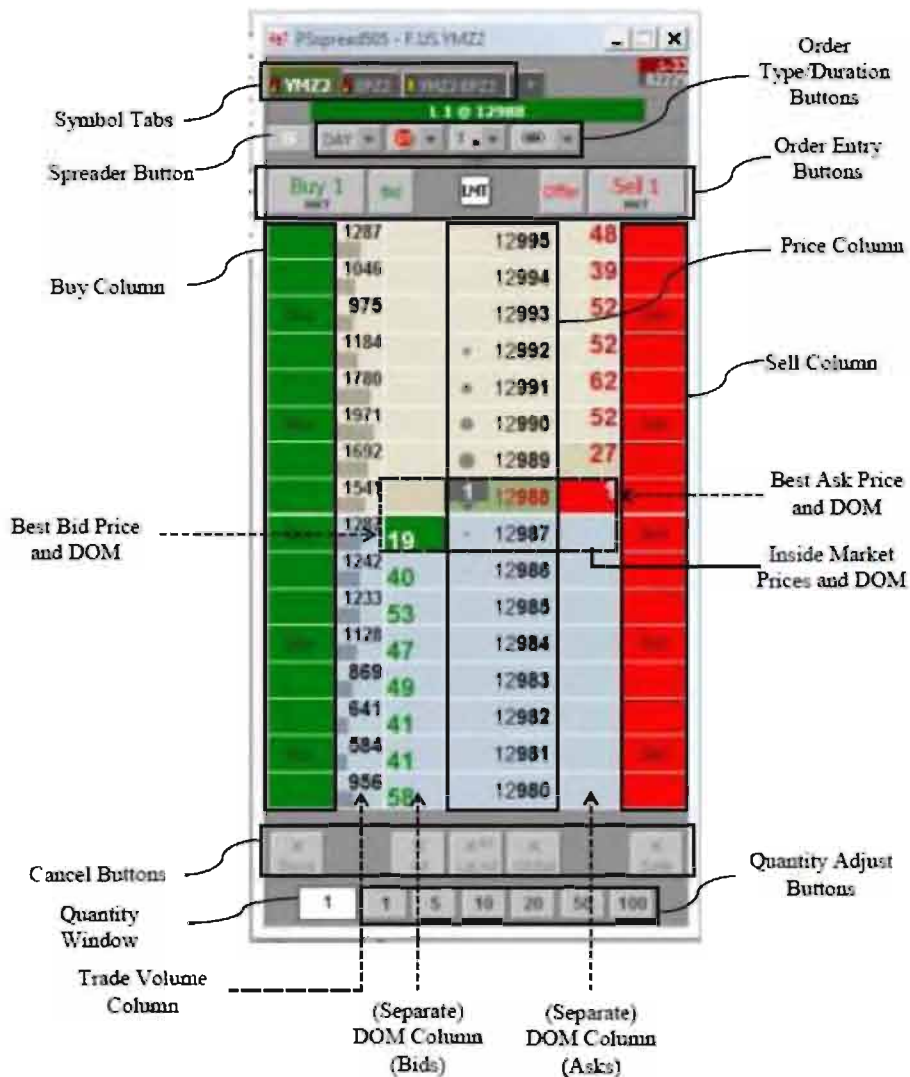 PSspread505 - F.US.YMZ2
Order
Type/Duration
Buttons
Symbol Tabs
YMZ2
L 1 @ 12988
Spreader Button
DAY
1
Order Entry
Buttons
Buy 1
MKT
Bid
LMT
Offer
Sell 1
MKT
Buy Column
Price Column
Sell Column
1287 12995 48
1046 12994 39
975 12993 52
1184 12992 52
1780 12991 62
1971 12990 52
1692 12989 27
1 12988
Best Ask Price
and DOM
Best Bid Price
and DOM
19 12987
Inside Market
Prices and DOM
1242 40 12986
1233 53 12985
1128 47 12984
869 49 12983
641 41 12982
584 41 12981
956 58 12980
Cancel Buttons
Quantity Adjust
Buttons
Quantity
Window
1 1 5 10 20 50 100
Trade Volume
Column
(Separate)
DOM Column
(Bids)
(Separate)
DOM Column
(Asks)